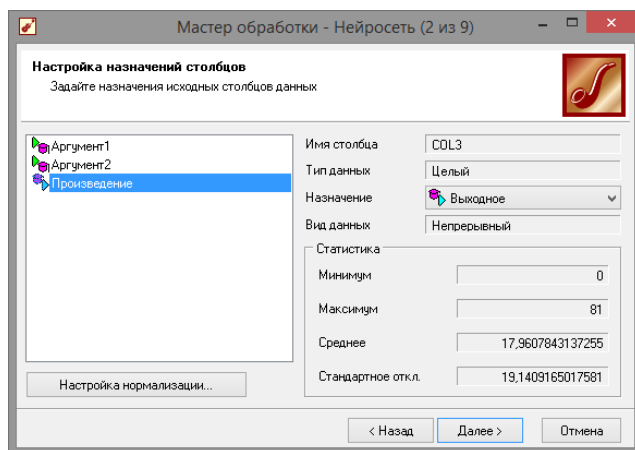 Мастер обработки - Нейросеть (2 из 9)
Настройка назначений столбцов
Задайте назначения исходных столбцов данных
Аргумент1
Аргумент2
Произведение
Настройка нормализации...
Имя столбца COL3
Тип данных Целый
Назначение Выходное
Вид данных Непрерывный
Статистика
Минимум 0
Максимум 81
Среднее 17,9607843137255
Стандартное откл. 19,1409165017581
< Назад Далее > Отмена